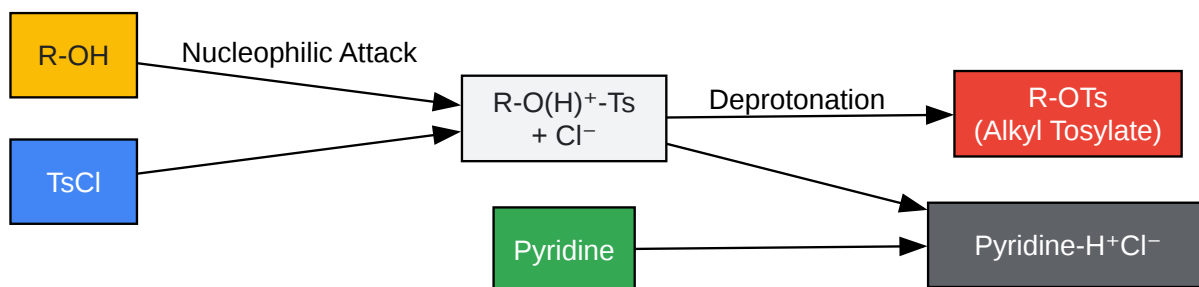 R-OH
Nucleophilic Attack
R-O(H)⁺-Ts
+ Cl⁻
Deprotonation
R-OTs
(Alkyl Tosylate)
TsCl
Pyridine
Pyridine-H⁺Cl⁻